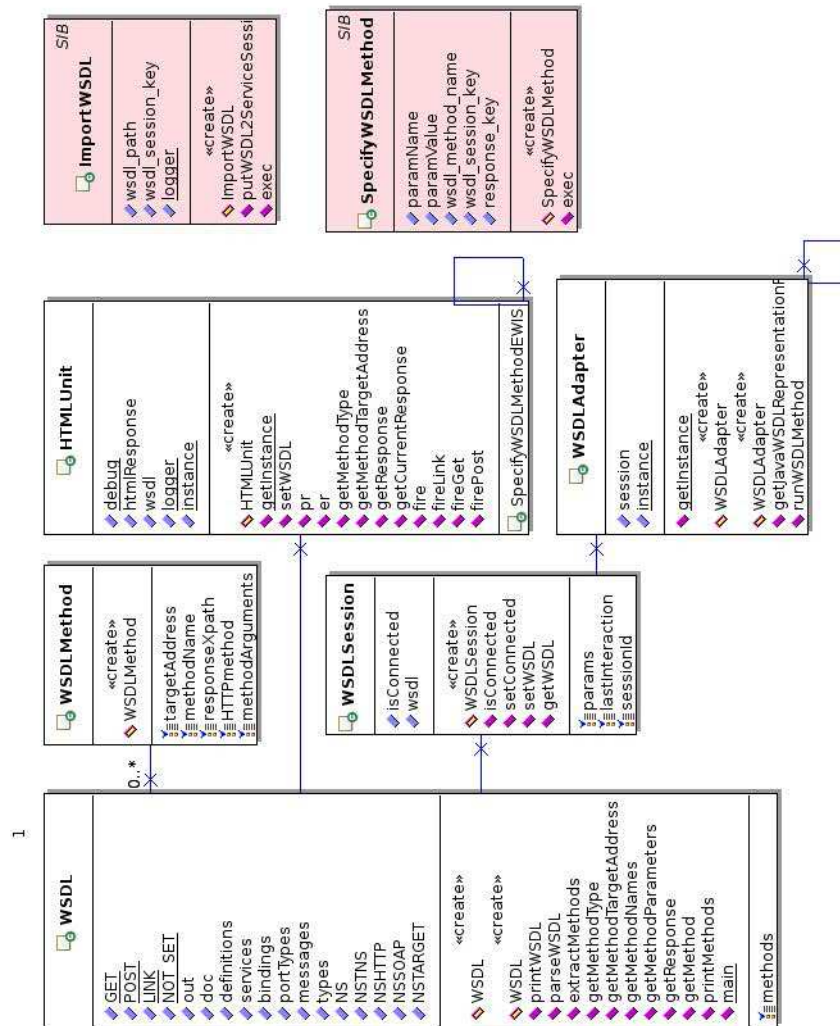 1
WSDL
GET
POST
LINK
NOT SET
out
doc
definitions
services
bindings
portTypes
messages
types
NS
NSTNS
NSHTTP
NSSOAP
NSTARGET
«create»
WSDL
«create»
WSDL
printWSDL
parseWSDL
extractMethods
getMethodType
getMethodTargetAddress
getMethodNames
getMethodParameters
getResponse
getMethod
printMethods
main
methods
0..*
WSDLMethod
«create»
WSDLMethod
targetAddress
methodName
responseXpath
HTTPmethod
methodArguments
WSDLSession
isConnected
wsdl
«create»
WSDLSession
isConnected
setConnected
setWSDL
getWSDL
params
lastInteraction
sessionId
HTMLUnit
debug
htmlResponse
wsdl
logger
instance
«create»
HTMLUnit
getInstance
setWSDL
pr
er
getMethodType
getMethodTargetAddress
getResponse
getCurrentResponse
fire
fireLink
fireGet
firePost
SpecifyWSDLMethodEWIS
WSDLAdapter
session
instance
getInstance
«create»
WSDLAdapter
«create»
WSDLAdapter
getJavaWSDLRepresentationF
runWSDLMethod
SIB
ImportWSDL
wsdl_path
wsdl_session_key
logger
«create»
ImportWSDL
putWSDL2ServiceSessi
exec
SIB
SpecifyWSDLMethod
paramName
paramValue
wsdl_method_name
wsdl_session_key
response_key
«create»
SpecifyWSDLMethod
exec